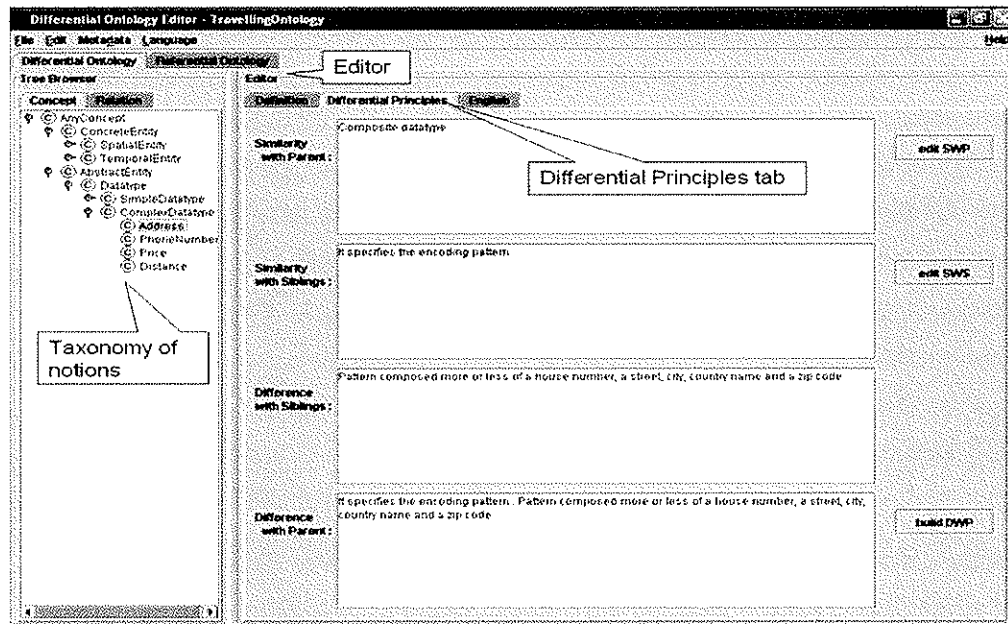 Differential Ontology Editor - TravellingOntology
File Edit Metadata Language Help
Differential Ontology Referential Ontology
Tree Browser
Concept Relation
AnyConcept
ConcreteEntity
SpatialEntity
TemporalEntity
AbstractEntity
Datatype
SimpleDatatype
ComplexDatatype
Address
PhoneNumber
Price
Distance
Taxonomy of
notions
Editor
Editor
Definition Differential Principles English
Similarity
with Parent :
Composite datatype
edit SWP
Differential Principles tab
Similarity
with Siblings :
It specifies the encoding pattern
edit SWS
Difference
with Siblings :
Pattern composed more or less of a house number, a street, city, country name and a zip code
Difference
with Parent :
It specifies the encoding pattern . Pattern composed more or less of a house number, a street, city,
country name and a zip code
build DWP